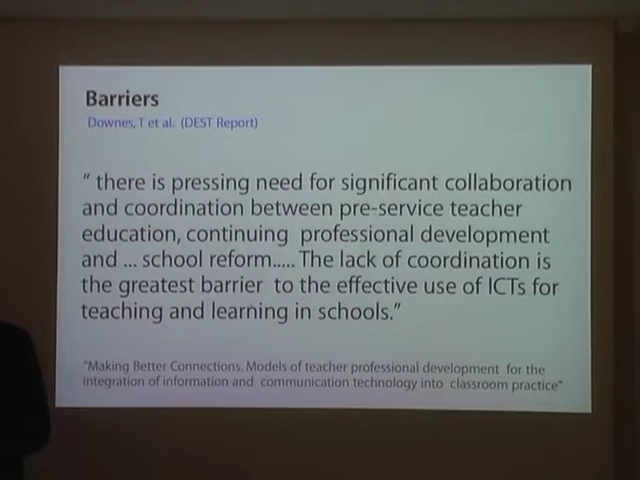 Barriers
Downes, T et al. (DEST Report)
“ there is pressing need for significant collaboration
and coordination between pre-service teacher
education, continuing professional development
and ... school reform..... The lack of coordination is
the greatest barrier to the effective use of ICTs for
teaching and learning in schools.”
“Making Better Connections. Models of teacher professional development for the
integration of information and communication technology into classroom practice”